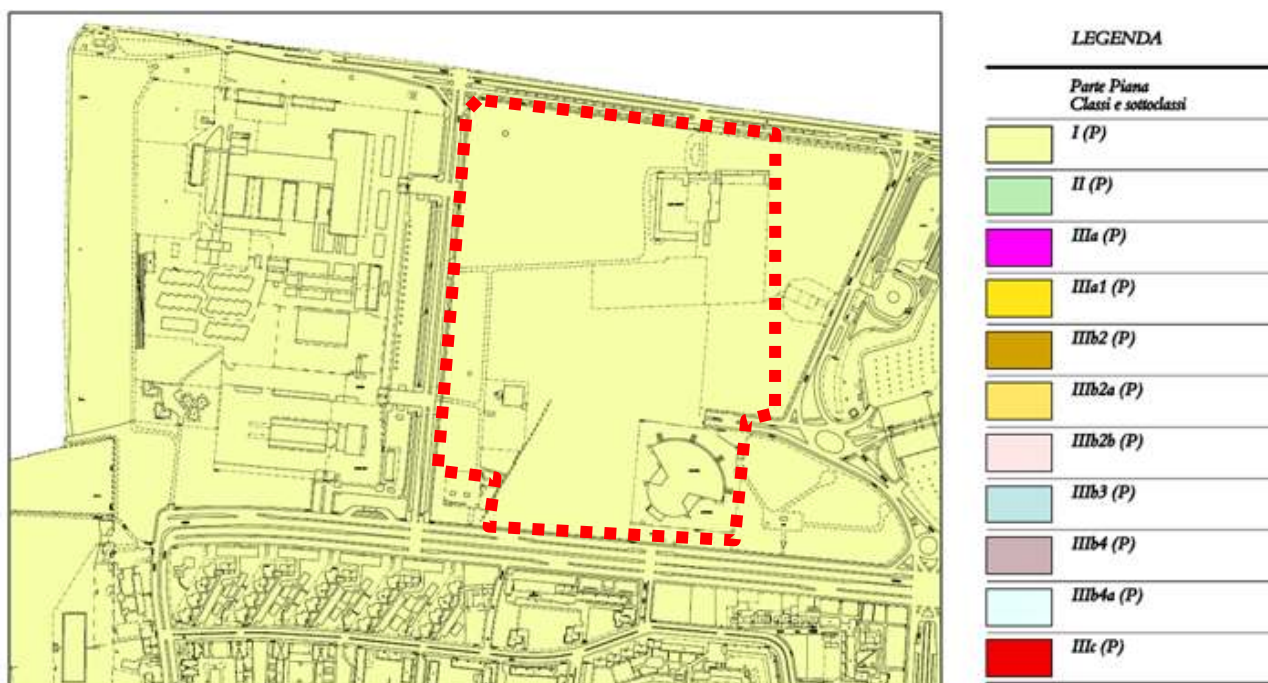 LEGENDA
Parte Piana
Classi e sottoclassi
I (P)
II (P)
IIIa (P)
IIIa1 (P)
IIIb2 (P)
IIIb2a (P)
IIIb2b (P)
IIIb3 (P)
IIIb4 (P)
IIIb4a (P)
IIIc (P)